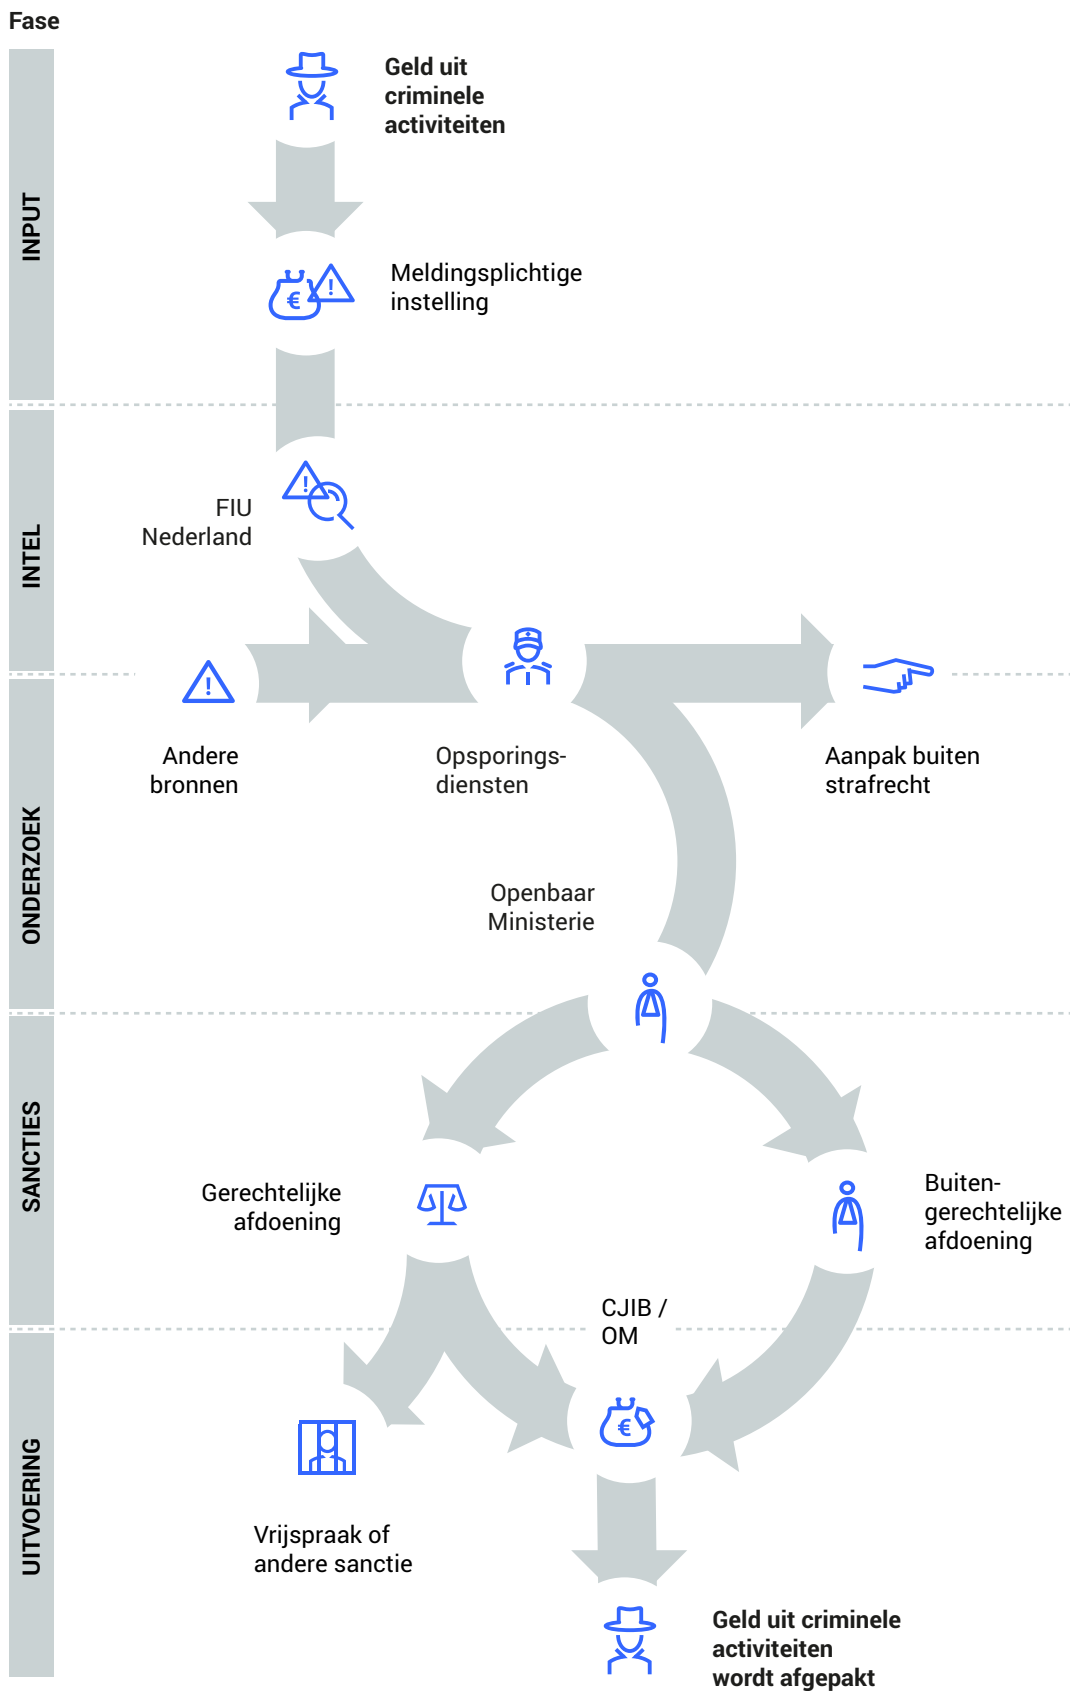 Fase
Geld uit
criminele
activiteiten
INPUT
Meldingsplichtige
instelling
FIU
Nederland
INTEL
Andere
bronnen
Opsporings-
diensten
Aanpak buiten
strafrecht
ONDERZOEK
Openbaar
Ministerie
SANCTIES
Gerechtelijke
afdoening
Buiten-
gerechtelijke
afdoening
CJIB /
OM
UITVOERING
Vrijspraak of
andere sanctie
Geld uit criminele
activiteiten
wordt afgepakt